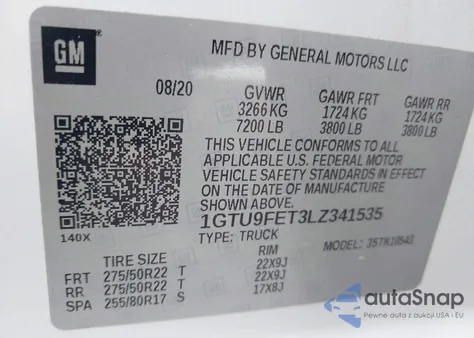 GM
MFD BY GENERAL MOTORS LLC
08/20 GVWR GAWR FRT GAWR RR
3266 KG 1724 KG 1724 KG
7200 LB 3800 LB 3800 LB
THIS VEHICLE CONFORMS TO ALL
APPLICABLE U.S. FEDERAL MOTOR
VEHICLE SAFETY STANDARDS IN
EFFECT ON THE DATE OF MANUFACTURE
SHOWN ABOVE.
1GTU9FET3LZ341535
140X TYPE: TRUCK MODEL:
TIRE SIZE RIM
FRT 275/50R22 T 22X9J
RR 275/50R22 T 22X9J
SPA 255/80R17 S 17X8J
autoSnap
Pewne auta z aukcji USA i EU